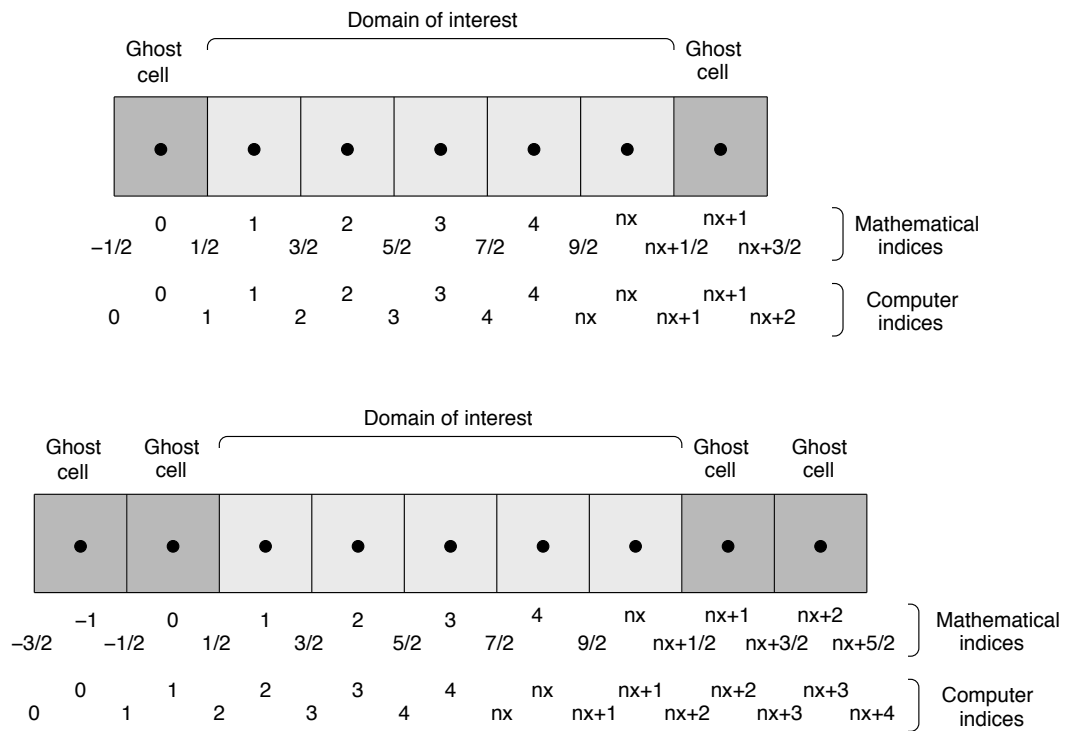 Domain of interest
Ghost cell
Ghost cell
0 1 2 3 4 nx nx+1
−1/2 1/2 3/2 5/2 7/2 9/2 nx+1/2 nx+3/2
Mathematical indices
0 1 2 3 4 nx nx+1
0 1 2 3 4 nx nx+1 nx+2
Computer indices
Domain of interest
Ghost cell
Ghost cell
Ghost cell
Ghost cell
−1 0 1 2 3 4 nx nx+1 nx+2
−3/2 −1/2 1/2 3/2 5/2 7/2 9/2 nx+1/2 nx+3/2 nx+5/2
Mathematical indices
0 1 2 3 4 nx nx+1 nx+2 nx+3
0 1 2 3 4 nx nx+1 nx+2 nx+3 nx+4
Computer indices